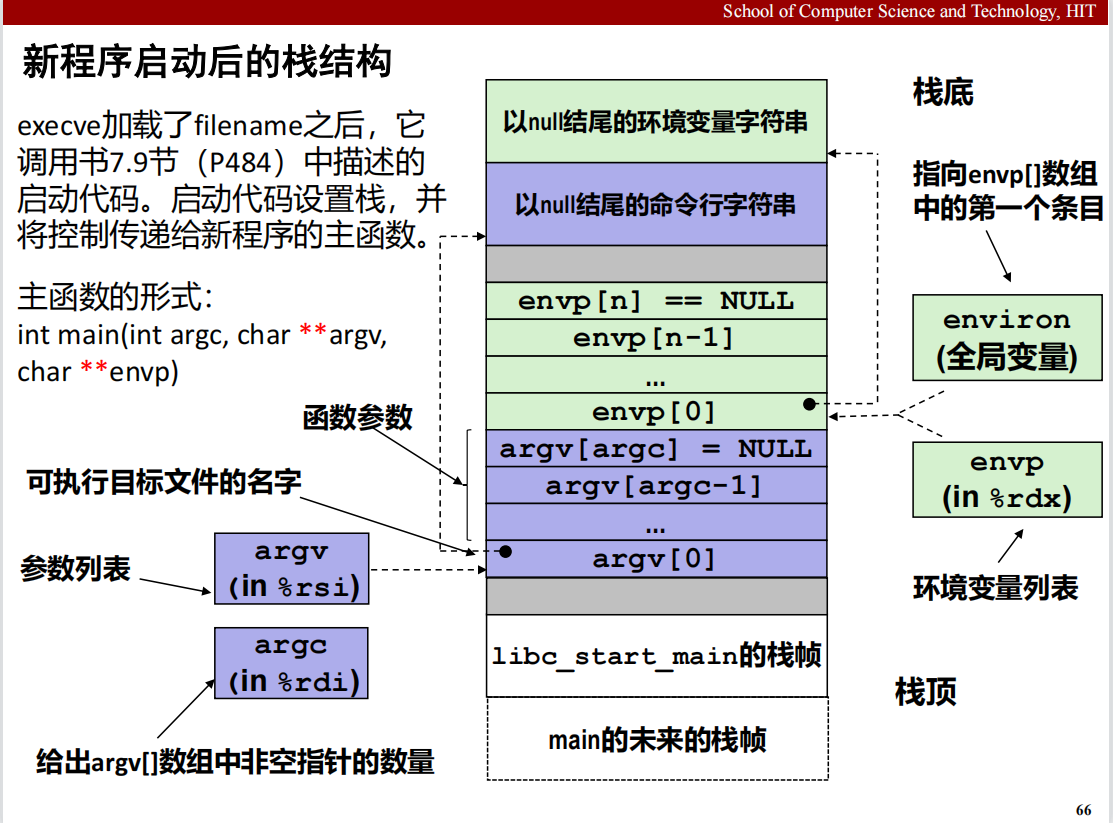 School of Computer Science and Technology, HIT
新程序启动后的栈结构
execve加载了filename之后，它
调用书7.9节（P484）中描述的
启动代码。启动代码设置栈，并
将控制传递给新程序的主函数。
主函数的形式：
int main(int argc, char **argv,
char **envp)
函数参数
可执行目标文件的名字
参数列表
argv
(in %rsi)
argc
(in %rdi)
给出argv[]数组中非空指针的数量
以null结尾的环境变量字符串
以null结尾的命令行字符串
envp[n] == NULL
envp[n-1]
...
envp[0]
argv[argc] = NULL
argv[argc-1]
...
argv[0]
libc_start_main的栈帧
main的未来的栈帧
栈底
指向envp[]数组
中的第一个条目
environ
(全局变量)
envp
(in %rdx)
环境变量列表
栈顶
66